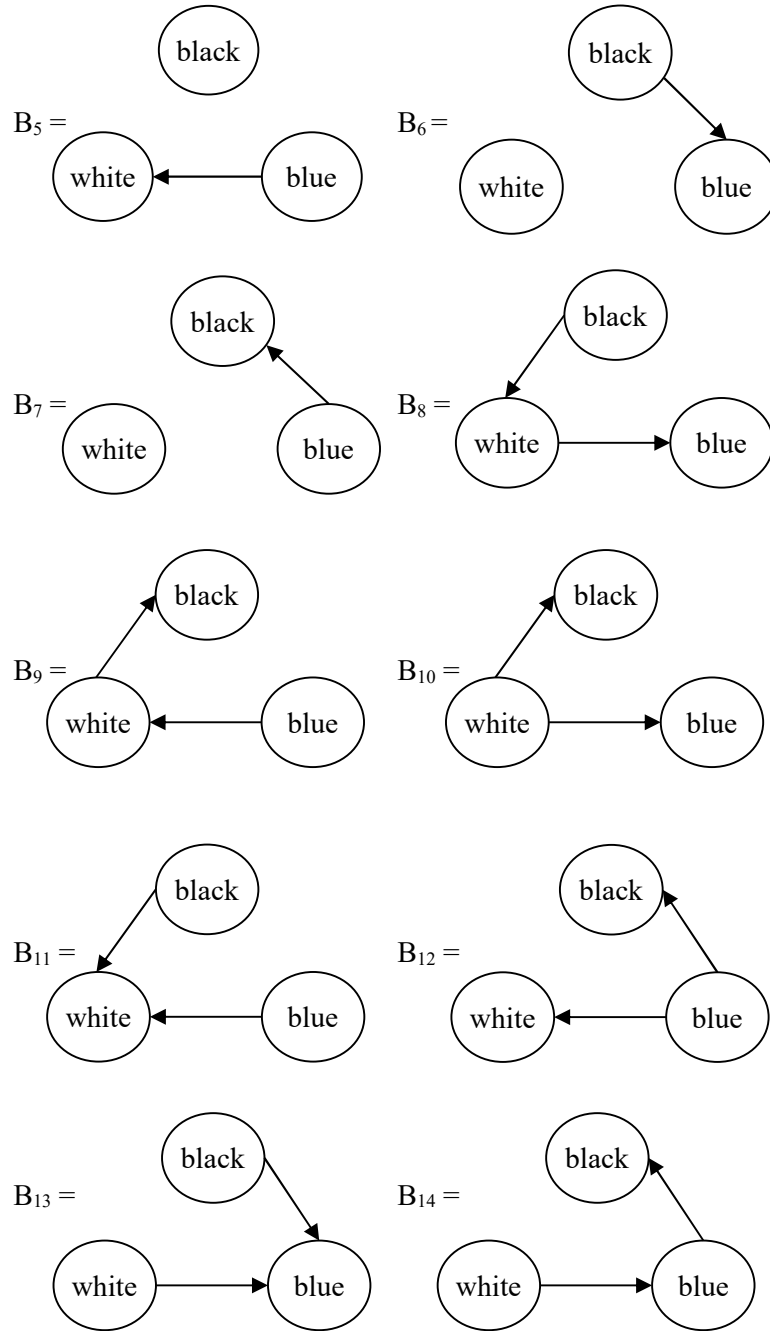 black
B₅ =
white
blue
black
B₆ =
white
blue
black
B₇ =
white
blue
black
B₈ =
white
blue
black
B₉ =
white
blue
black
B₁₀ =
white
blue
black
B₁₁ =
white
blue
black
B₁₂ =
white
blue
black
B₁₃ =
white
blue
black
B₁₄ =
white
blue